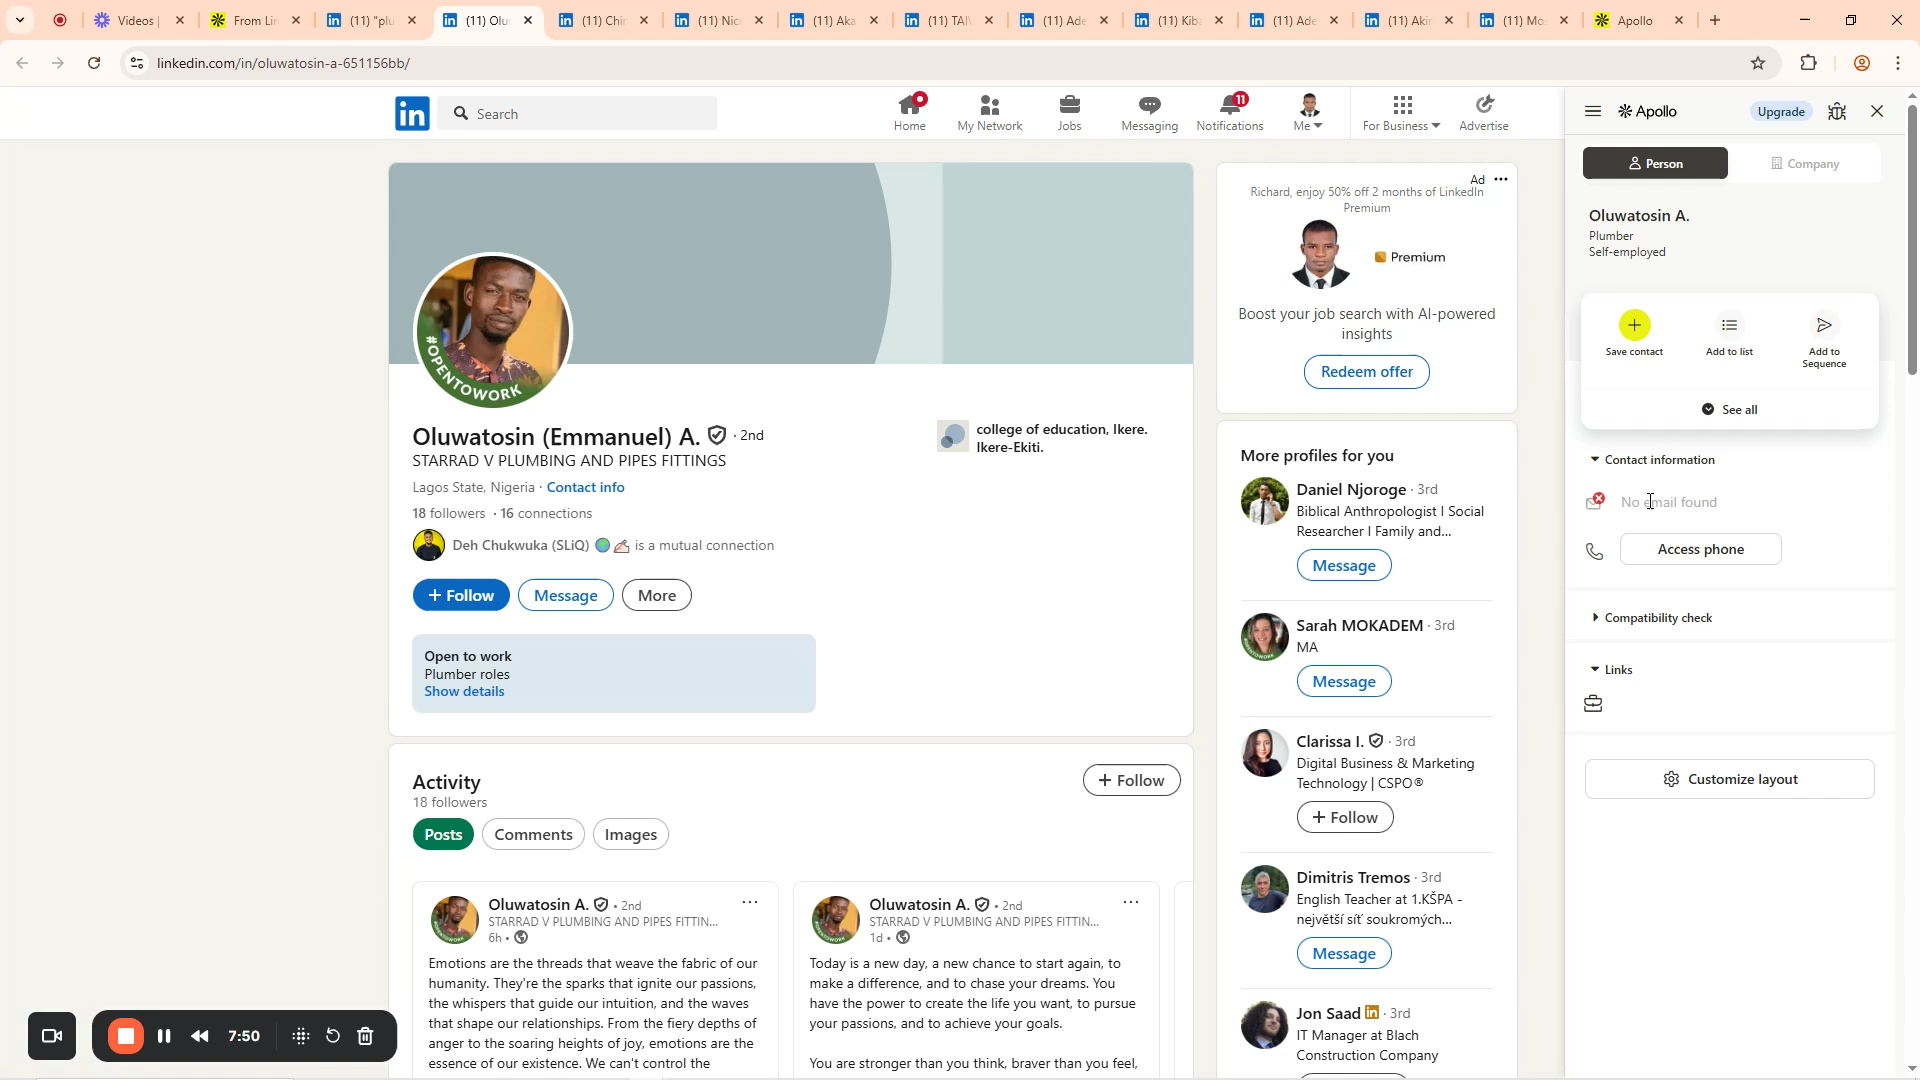 Videos |
From Lin
(11) "plu
(11) Olu
(11) Chi
(11) Nic
(11) Aka
(11) TAI
(11) Ade
(11) Kiba
(11) Ade
(11) Akin
(11) Mo
Apollo
linkedin.com/in/oluwatosin-a-651156bb/
in
Search
Home
My Network
Jobs
Messaging
11
Notifications
Me
For Business
Advertise
Oluwatosin (Emmanuel) A. · 2nd
STARRAD V PLUMBING AND PIPES FITTINGS
Lagos State, Nigeria · Contact info
18 followers · 16 connections
Deh Chukwuka (SLiQ) is a mutual connection
#OPENTOWORK
college of education, Ikere.
Ikere-Ekiti.
+ Follow
Message
More
Open to work
Plumber roles
Show details
Activity
18 followers
+ Follow
Posts
Comments
Images
Oluwatosin A. • 2nd
STARRAD V PLUMBING AND PIPES FITTIN...
6h •
Emotions are the threads that weave the fabric of our
humanity. They're the sparks that ignite our passions,
the whispers that guide our intuition, and the waves
that shape our relationships. From the fiery depths of
anger to the soaring heights of joy, emotions are the
essence of our existence. We can't control the
Oluwatosin A. • 2nd
STARRAD V PLUMBING AND PIPES FITTIN...
1d •
Today is a new day, a new chance to start again, to
make a difference, and to chase your dreams. You
have the power to create the life you want, to pursue
your passions, and to achieve your goals.
You are stronger than you think, braver than you feel,
Ad
Richard, enjoy 50% off 2 months of LinkedIn
Premium
Premium
Boost your job search with AI-powered
insights
Redeem offer
More profiles for you
Daniel Njoroge · 3rd
Biblical Anthropologist I Social
Researcher I Family and...
Message
Sarah MOKADEM · 3rd
MA
Message
Clarissa I. · 3rd
Digital Business & Marketing
Technology | CSPO®
+ Follow
Dimitris Tremos · 3rd
English Teacher at 1.KŠPA -
největší síť soukromých...
Message
Jon Saad · 3rd
IT Manager at Blach
Construction Company
Apollo
Upgrade
Person
Company
Oluwatosin A.
Plumber
Self-employed
Save contact
Add to list
Add to
Sequence
See all
Contact information
No email found
Access phone
Compatibility check
Links
Customize layout
7:50